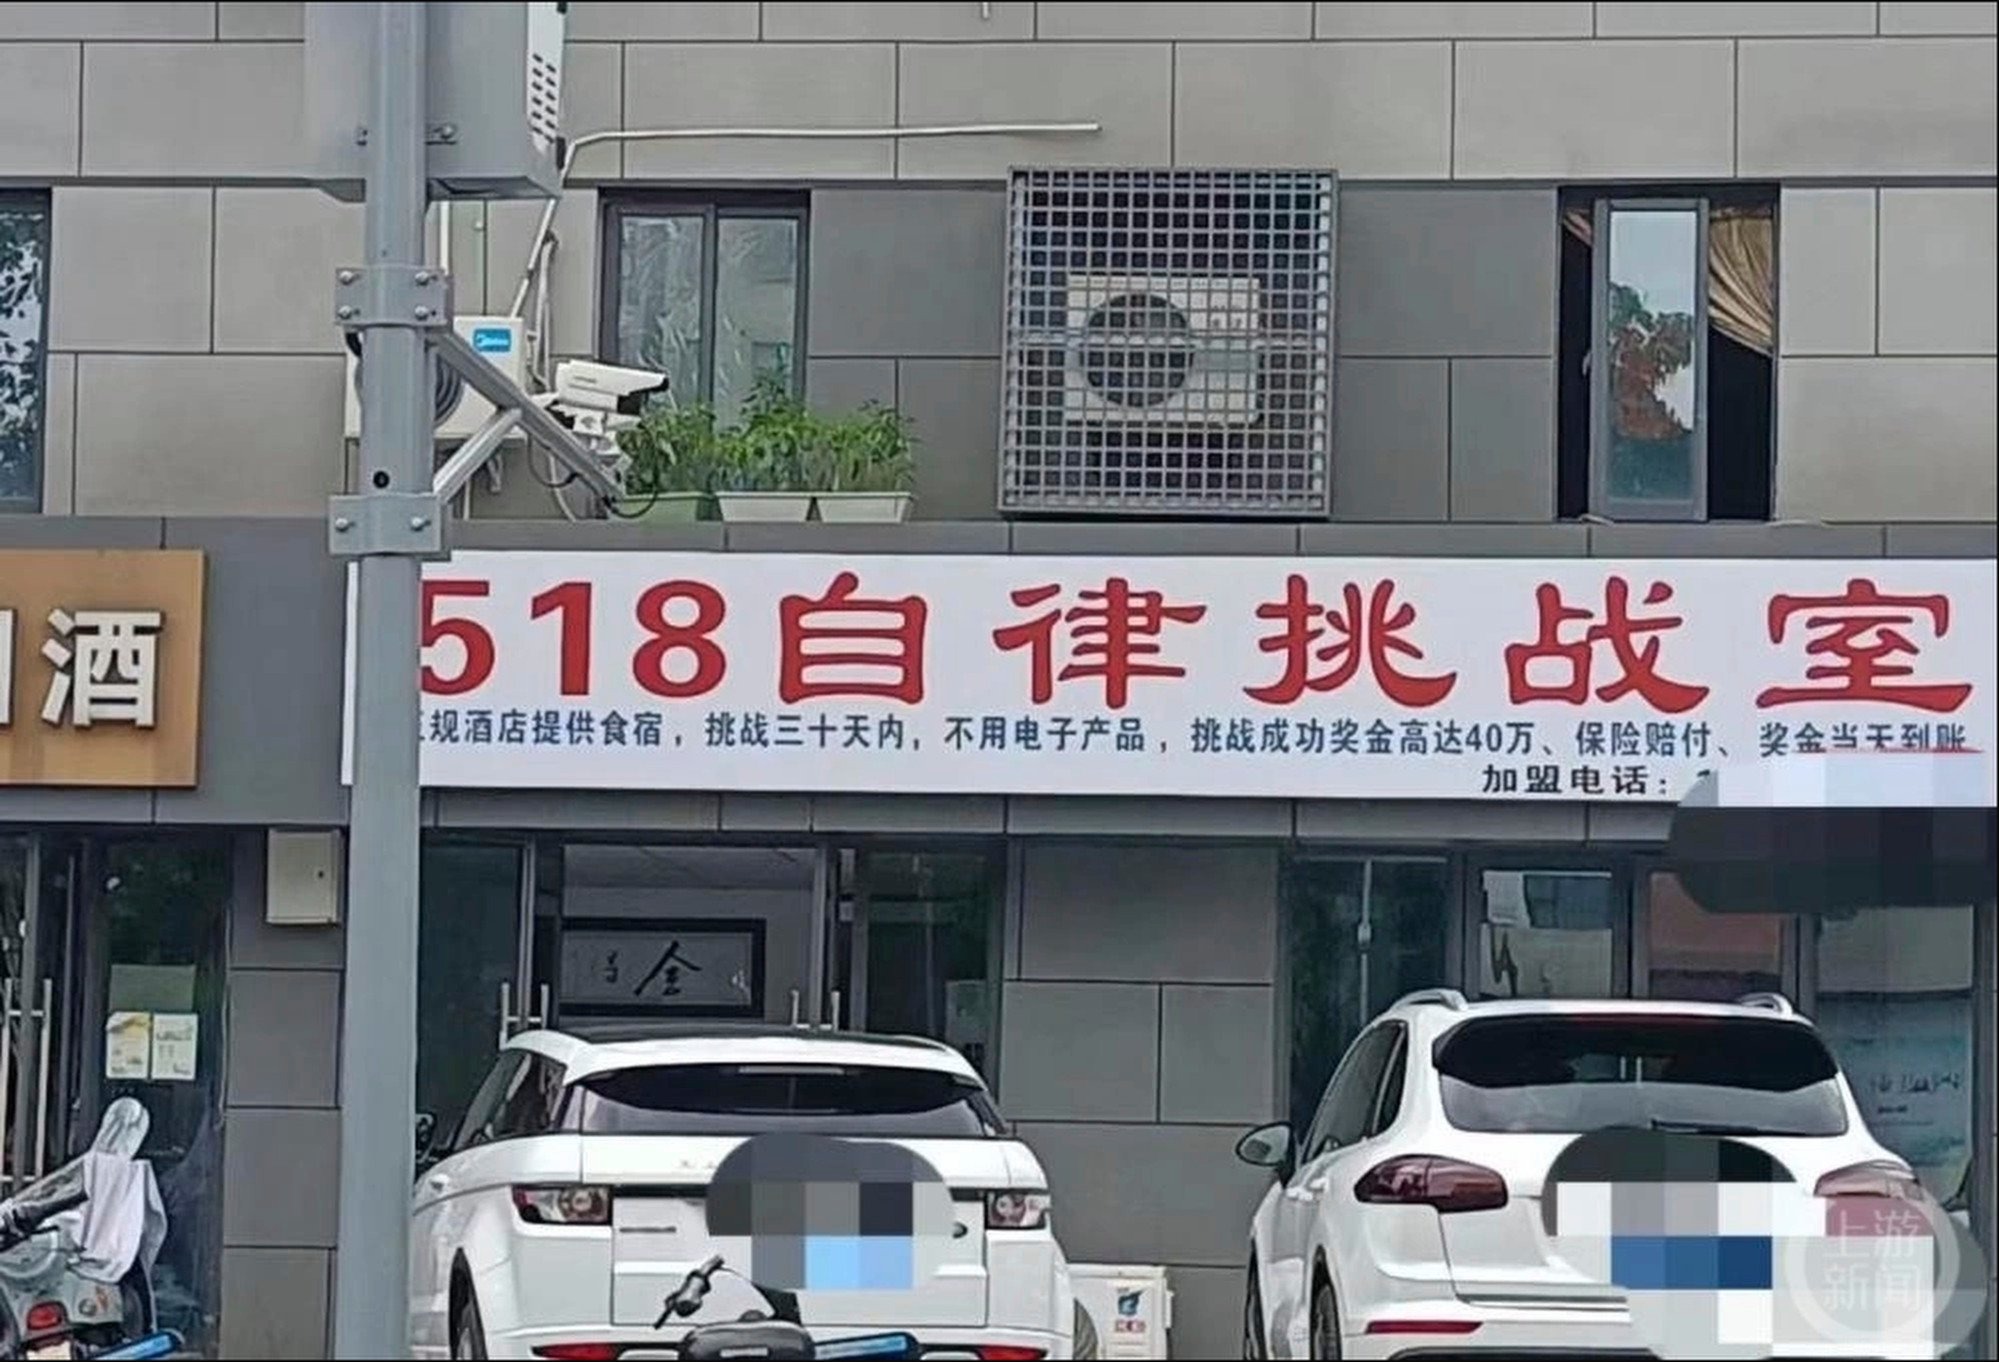 酒
518自律挑战室
规酒店提供食宿，挑战三十天内，不用电子产品，挑战成功奖金高达40万、保险赔付、奖金当天到账
加盟电话：
Midea
上游
新闻